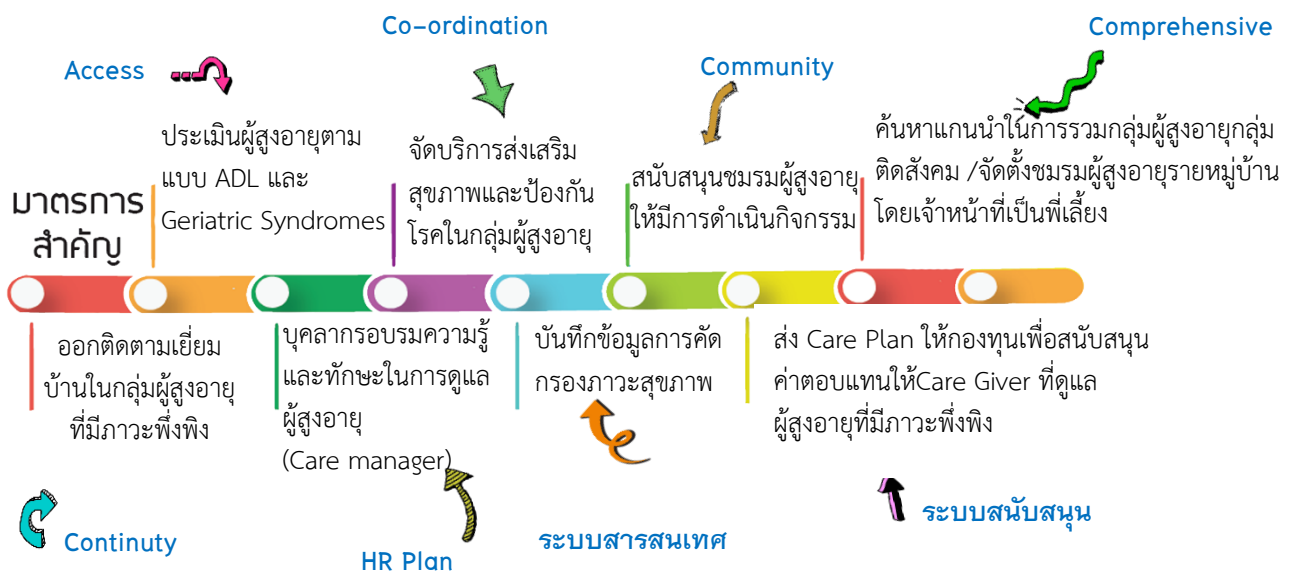 Co-ordination
Comprehensive
Access
Community
ประเมินผู้สูงอายุตาม
แบบ ADL และ
Geriatric Syndromes
จัดบริการส่งเสริม
สุขภาพและป้องกัน
โรคในกลุ่มผู้สูงอายุ
สนับสนุนชมรมผู้สูงอายุ
ให้มีการดำเนินกิจกรรม
ค้นหาแกนนำในการรวมกลุ่มผู้สูงอายุกลุ่ม
ติดสังคม /จัดตั้งชมรมผู้สูงอายุรายหมู่บ้าน
โดยเจ้าหน้าที่เป็นพี่เลี้ยง
มาตรการ
สำคัญ
ออกติดตามเยี่ยม
บ้านในกลุ่มผู้สูงอายุ
ที่มีภาวะพึ่งพิง
บุคลากรอบรมความรู้
และทักษะในการดูแล
ผู้สูงอายุ
(Care manager)
บันทึกข้อมูลการคัด
กรองภาวะสุขภาพ
ส่ง Care Plan ให้กองทุนเพื่อสนับสนุน
ค่าตอบแทนให้Care Giver ที่ดูแล
ผู้สูงอายุที่มีภาวะพึ่งพิง
Continuty
HR Plan
ระบบสารสนเทศ
ระบบสนับสนุน